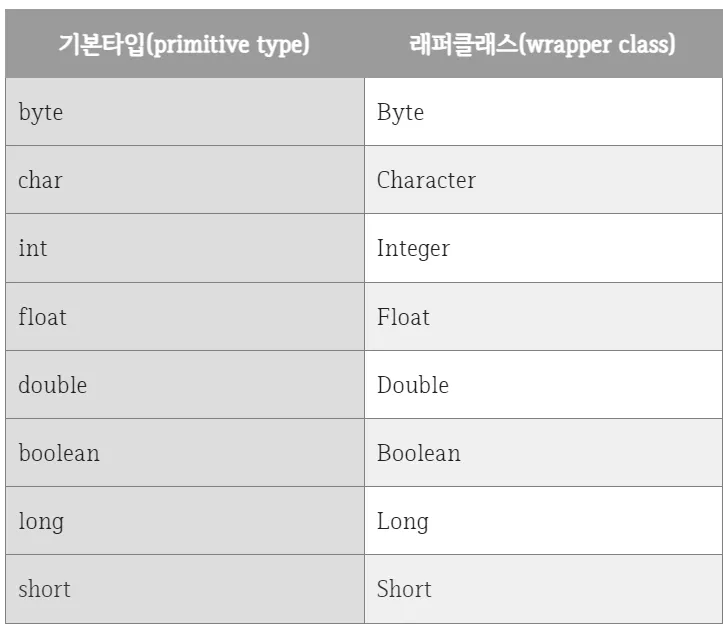 기본타입(primitive type) 래퍼클래스(wrapper class)
byte Byte
char Character
int Integer
float Float
double Double
boolean Boolean
long Long
short Short